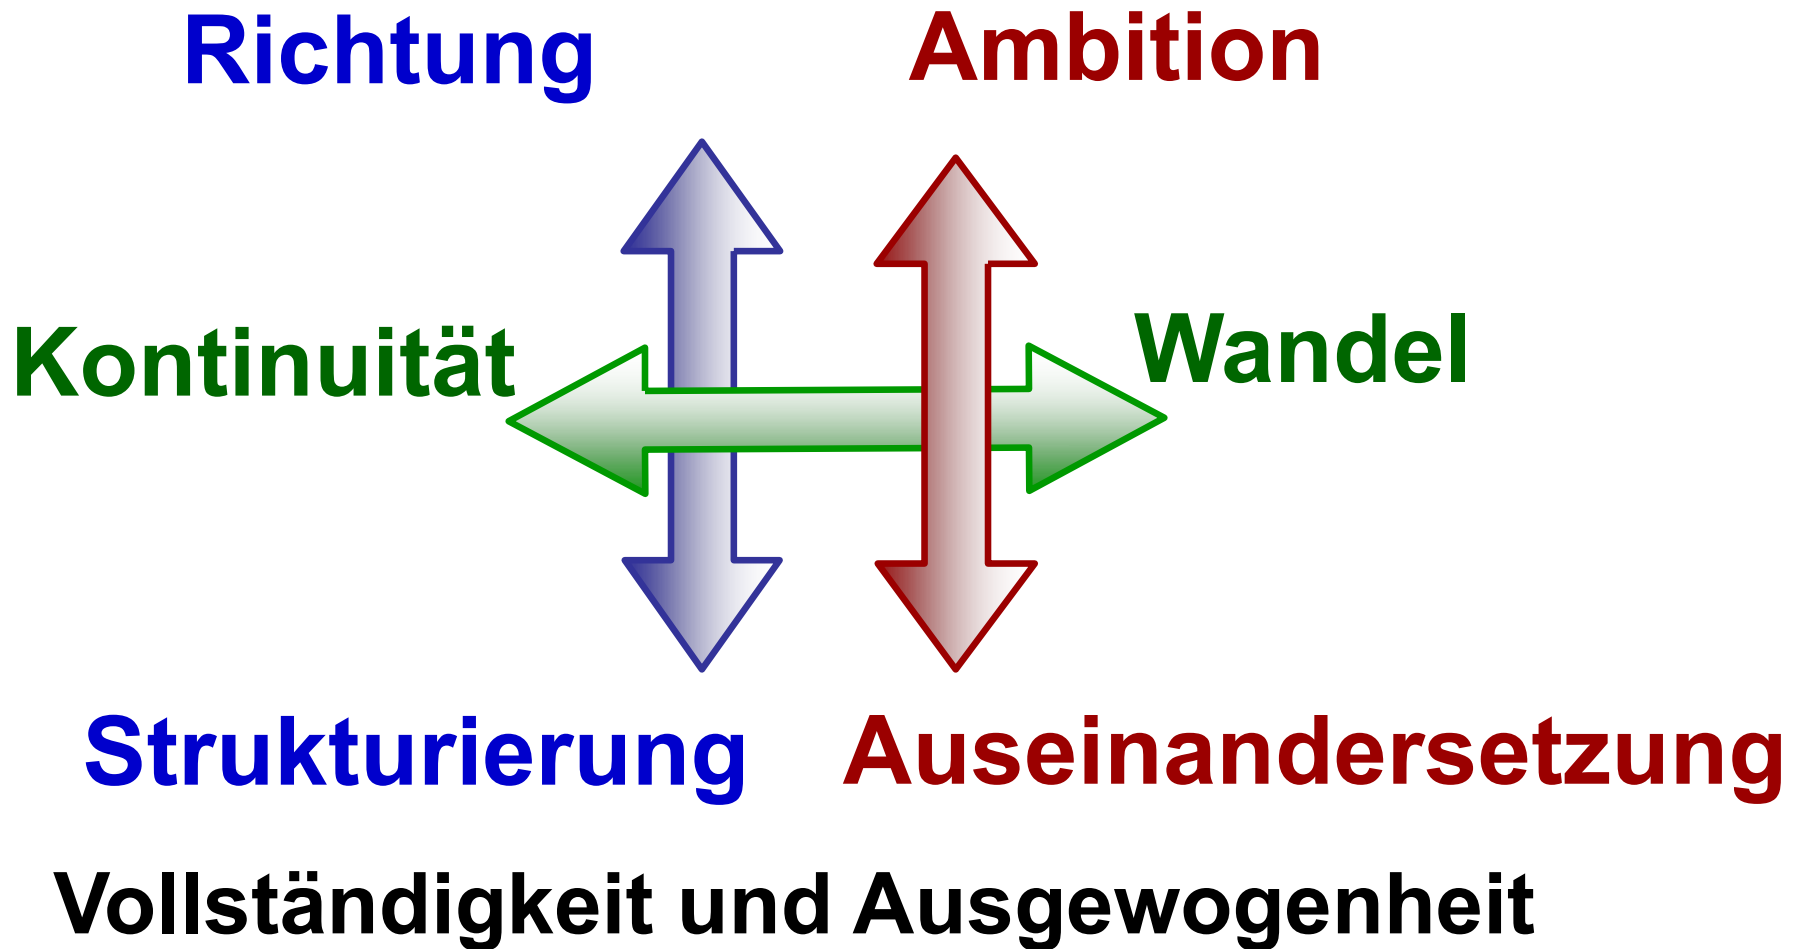 Richtung
Ambition
Kontinuität
Wandel
Strukturierung
Auseinandersetzung
Vollständigkeit und Ausgewogenheit